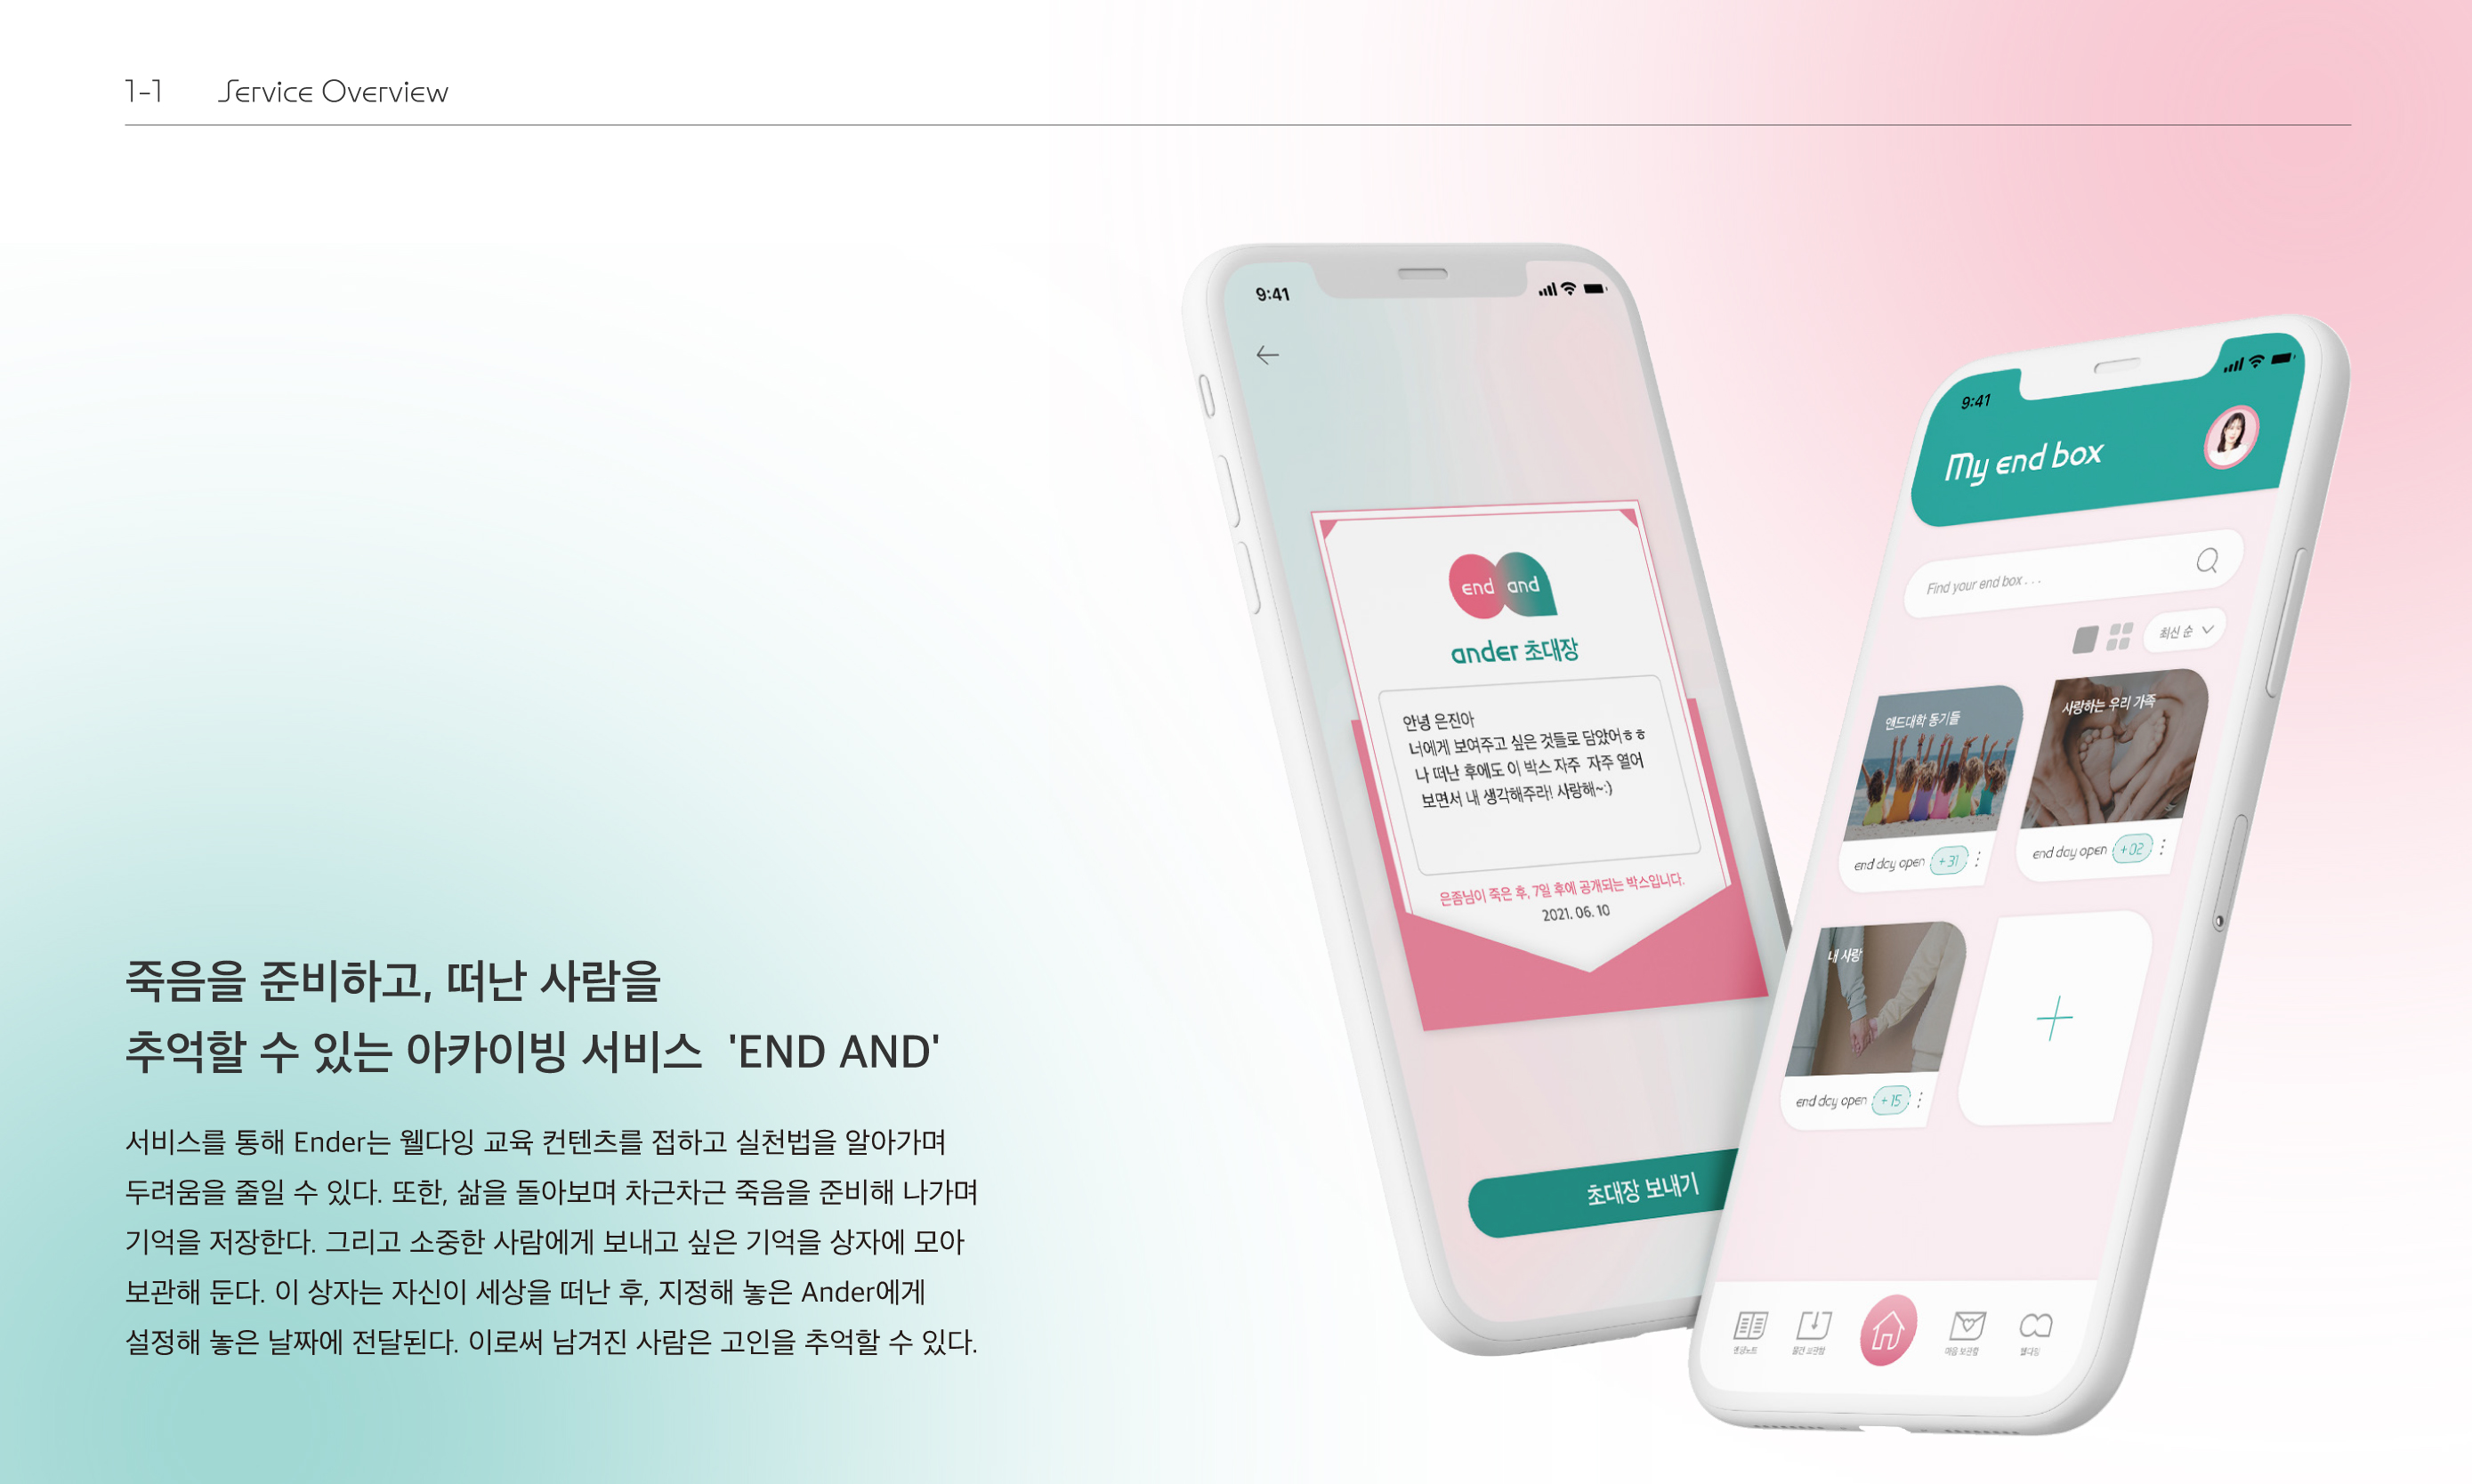 1-1 Service Overview
죽음을 준비하고, 떠난 사람을
추억할 수 있는 아카이빙 서비스 'END AND'
서비스를 통해 Ender는 웰다잉 교육 컨텐츠를 접하고 실천법을 알아가며
두려움을 줄일 수 있다. 또한, 삶을 돌아보며 차근차근 죽음을 준비해 나가며
기억을 저장한다. 그리고 소중한 사람에게 보내고 싶은 기억을 상자에 모아
보관해 둔다. 이 상자는 자신이 세상을 떠난 후, 지정해 놓은 Ander에게
설정해 놓은 날짜에 전달된다. 이로써 남겨진 사람은 고인을 추억할 수 있다.
9:41
end and
ander 초대장
안녕 은진아
너에게 보여주고 싶은 것들로 담았어ㅎㅎ
나 떠난 후에도 이 박스 자주 자주 열어
보면서 내 생각해주라! 사랑해~:)
은좀님이 죽은 후, 7일 후에 공개되는 박스입니다.
2021. 06. 10
초대장 보내기
9:41
My end box
Find your end box . . .
최신 순
앤드대학 동기들
end day open +31
사랑하는 우리 가족
end day open +02
내 사랑
end day open +15
물건 보관함
마음 보관함
웰다잉